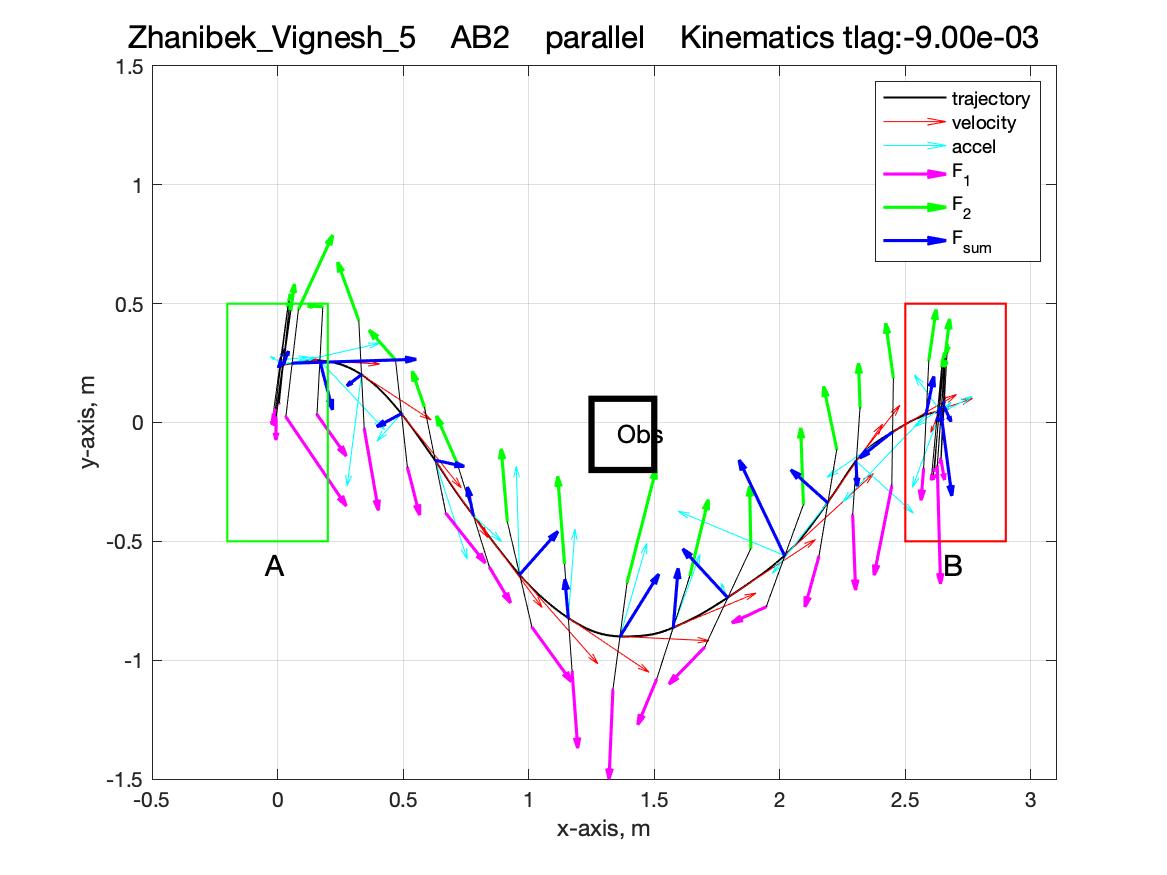 Zhanibek_Vignesh_5 AB2 parallel Kinematics tlag:-9.00e-03
1.5
1
0.5
0
-0.5
-1
-1.5
y-axis, m
trajectory
velocity
accel
F1
F2
Fsum
Obs
A
B
-0.5 0 0.5 1 1.5 2 2.5 3
x-axis, m